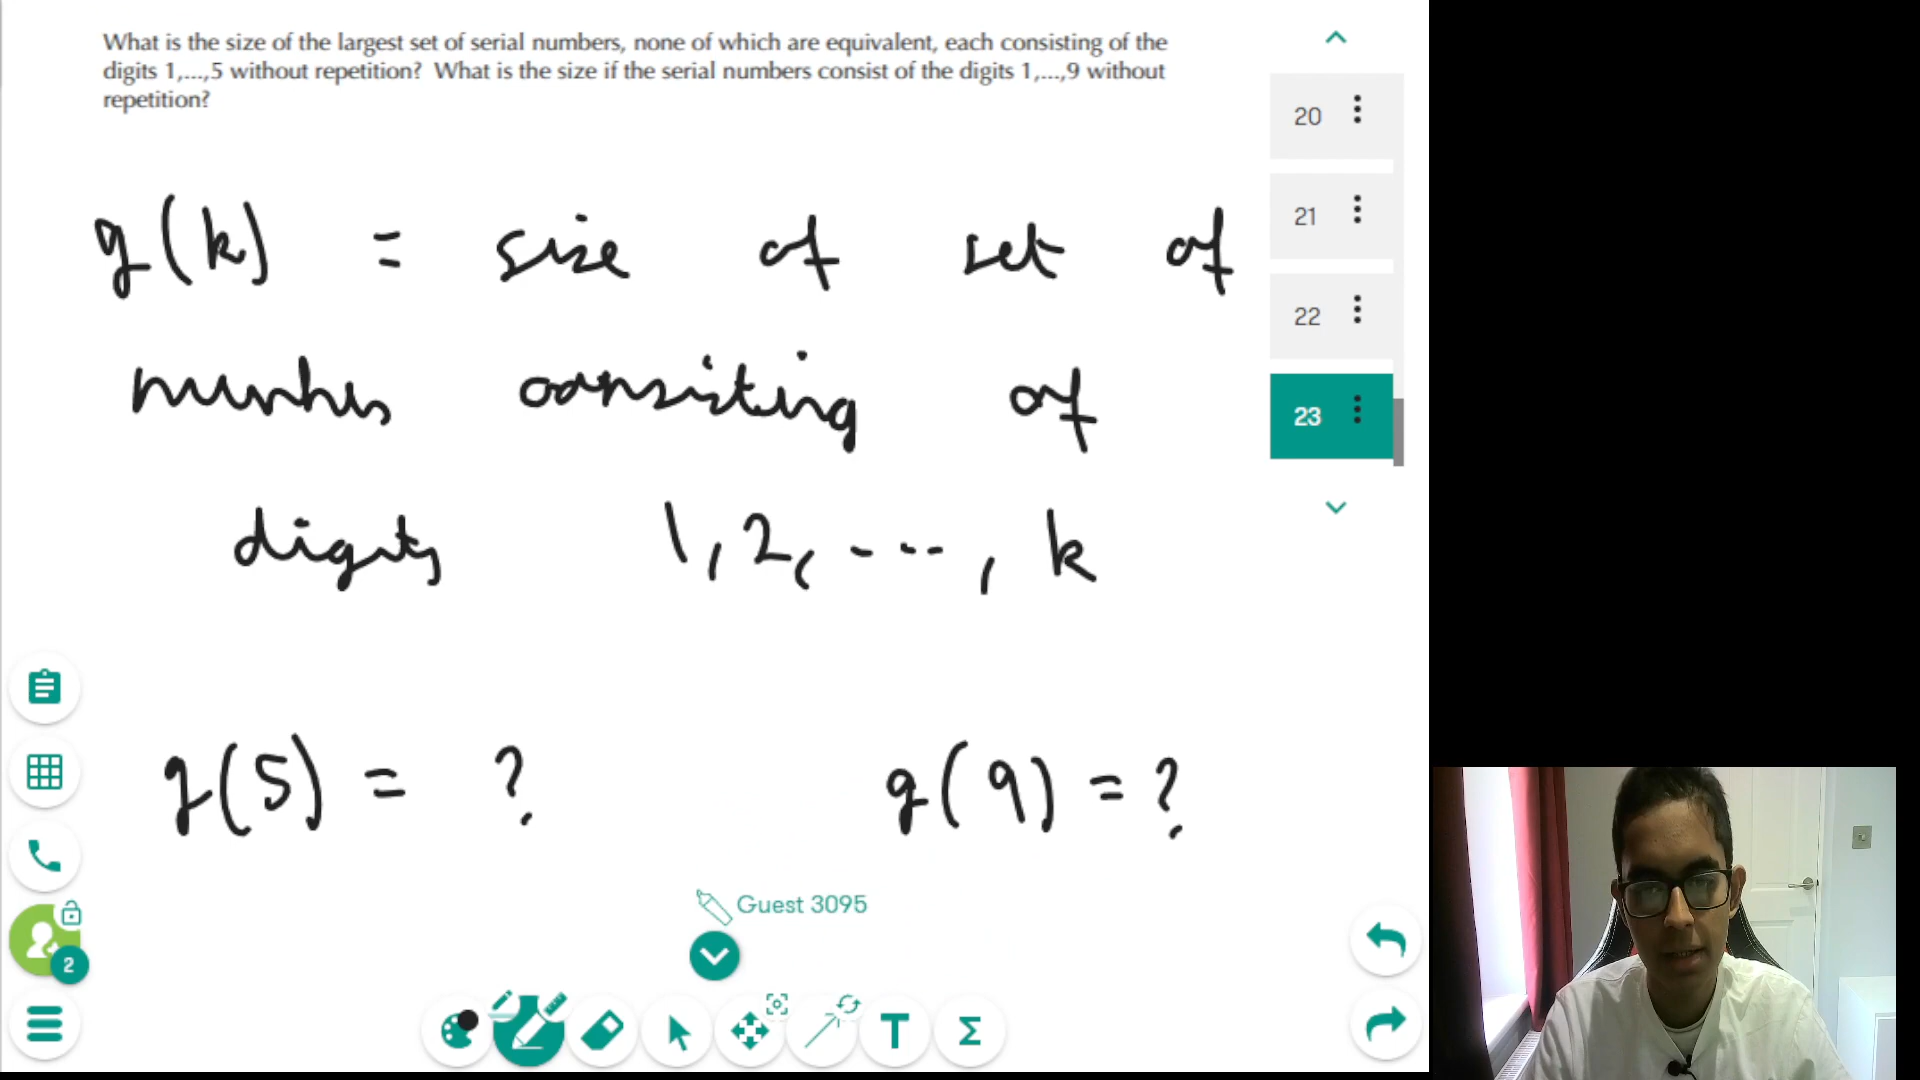 What is the size of the largest set of serial numbers, none of which are equivalent, each consisting of the
digits 1,...,5 without repetition? What is the size if the serial numbers consist of the digits 1,...,9 without
repetition?
g(k) = size of set of
numbers consisting of
digits 1, 2, ..., k
g(5) = ?
g(9) = ?
20
21
22
23
Guest 3095
2
T
Σ